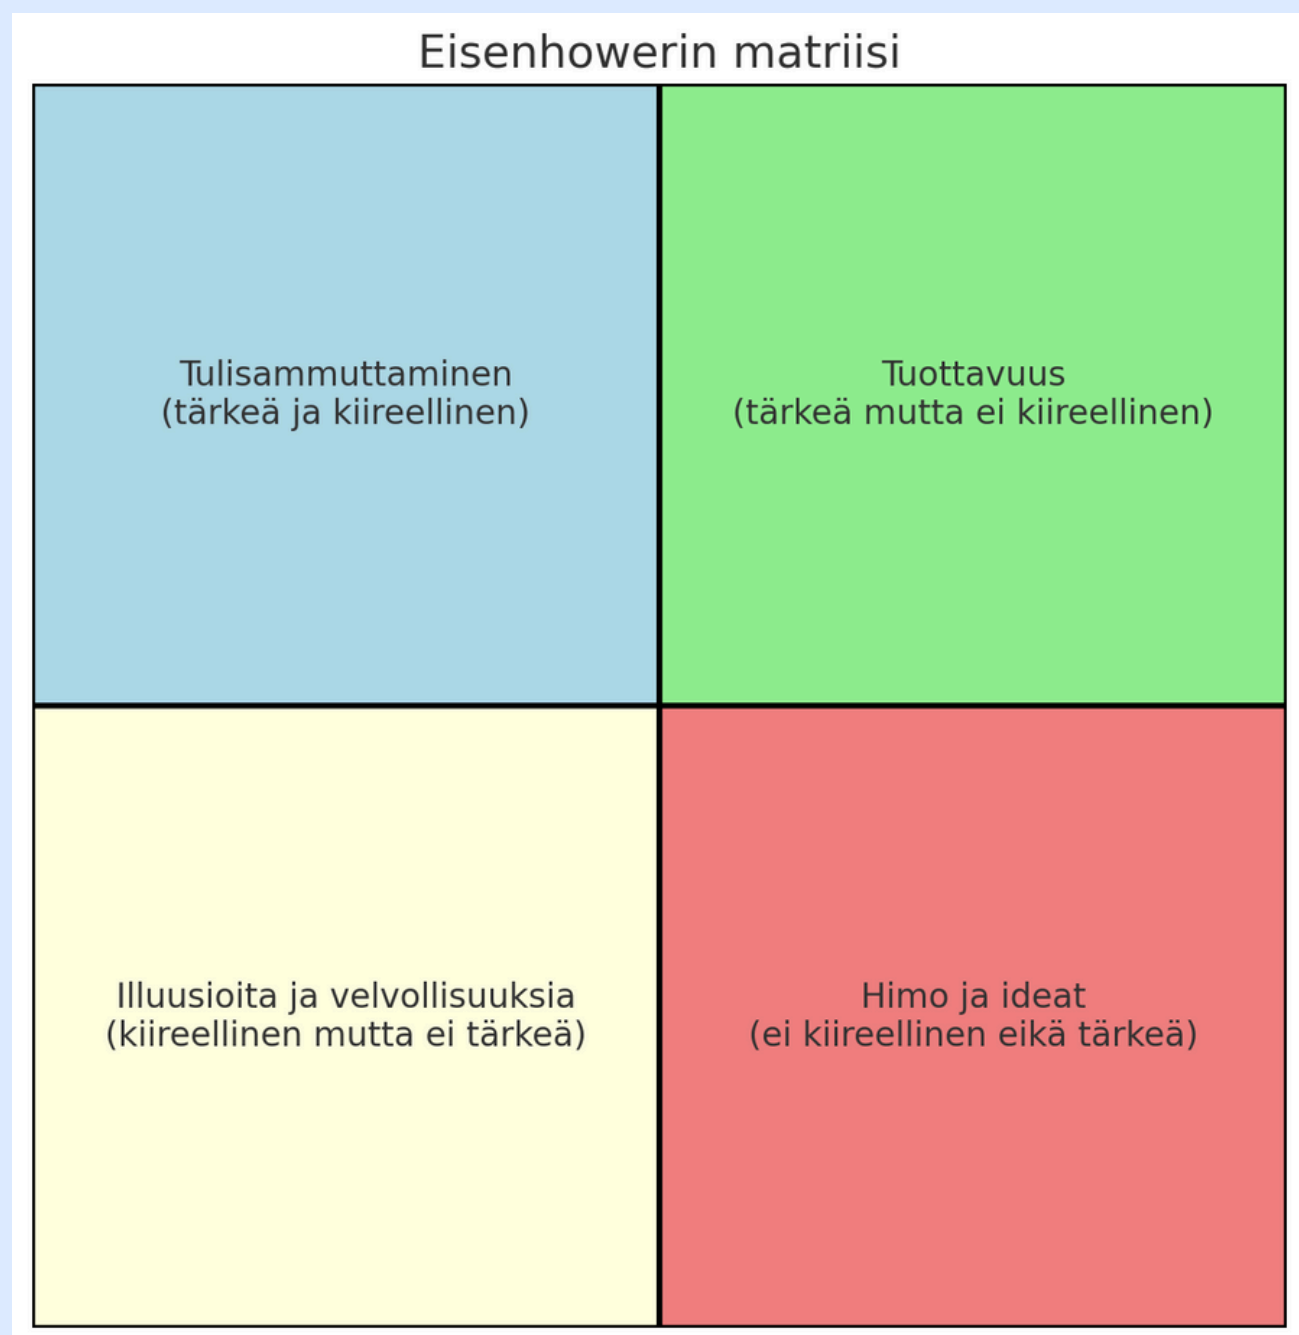 Eisenhowerin matriisi
Tulisammuttaminen
(tärkeä ja kiireellinen)
Tuottavuus
(tärkeä mutta ei kiireellinen)
Illuusioita ja velvollisuuksia
(kiireellinen mutta ei tärkeä)
Himo ja ideat
(ei kiireellinen eikä tärkeä)